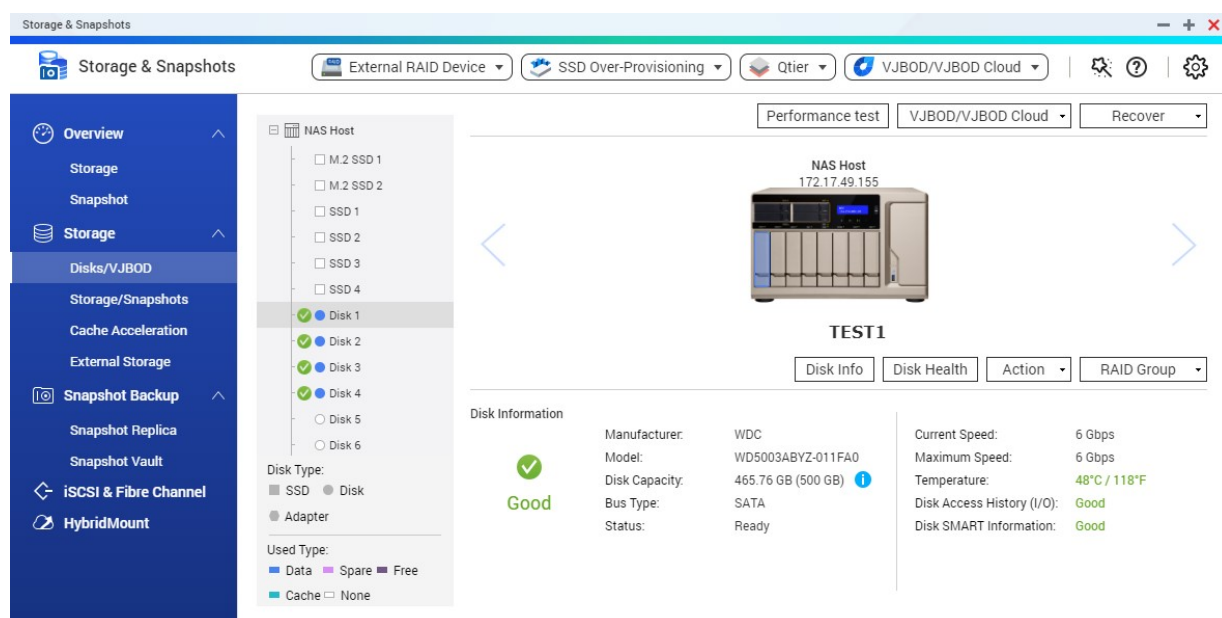 Storage & Snapshots
Storage & Snapshots
External RAID Device
SSD Over-Provisioning
Qtier
VJBOD/VJBOD Cloud
Overview
Storage
Snapshot
Storage
Disks/VJBOD
Storage/Snapshots
Cache Acceleration
External Storage
Snapshot Backup
Snapshot Replica
Snapshot Vault
iSCSI & Fibre Channel
HybridMount
NAS Host
M.2 SSD 1
M.2 SSD 2
SSD 1
SSD 2
SSD 3
SSD 4
Disk 1
Disk 2
Disk 3
Disk 4
Disk 5
Disk 6
Disk Type:
SSD Disk
Adapter
Used Type:
Data Spare Free
Cache None
Performance test
VJBOD/VJBOD Cloud
Recover
NAS Host
172.17.49.155
TEST1
Disk Info
Disk Health
Action
RAID Group
Disk Information
Good
Manufacturer: WDC
Model: WD5003ABYZ-011FA0
Disk Capacity: 465.76 GB (500 GB)
Bus Type: SATA
Status: Ready
Current Speed: 6 Gbps
Maximum Speed: 6 Gbps
Temperature: 48°C / 118°F
Disk Access History (I/O): Good
Disk SMART Information: Good